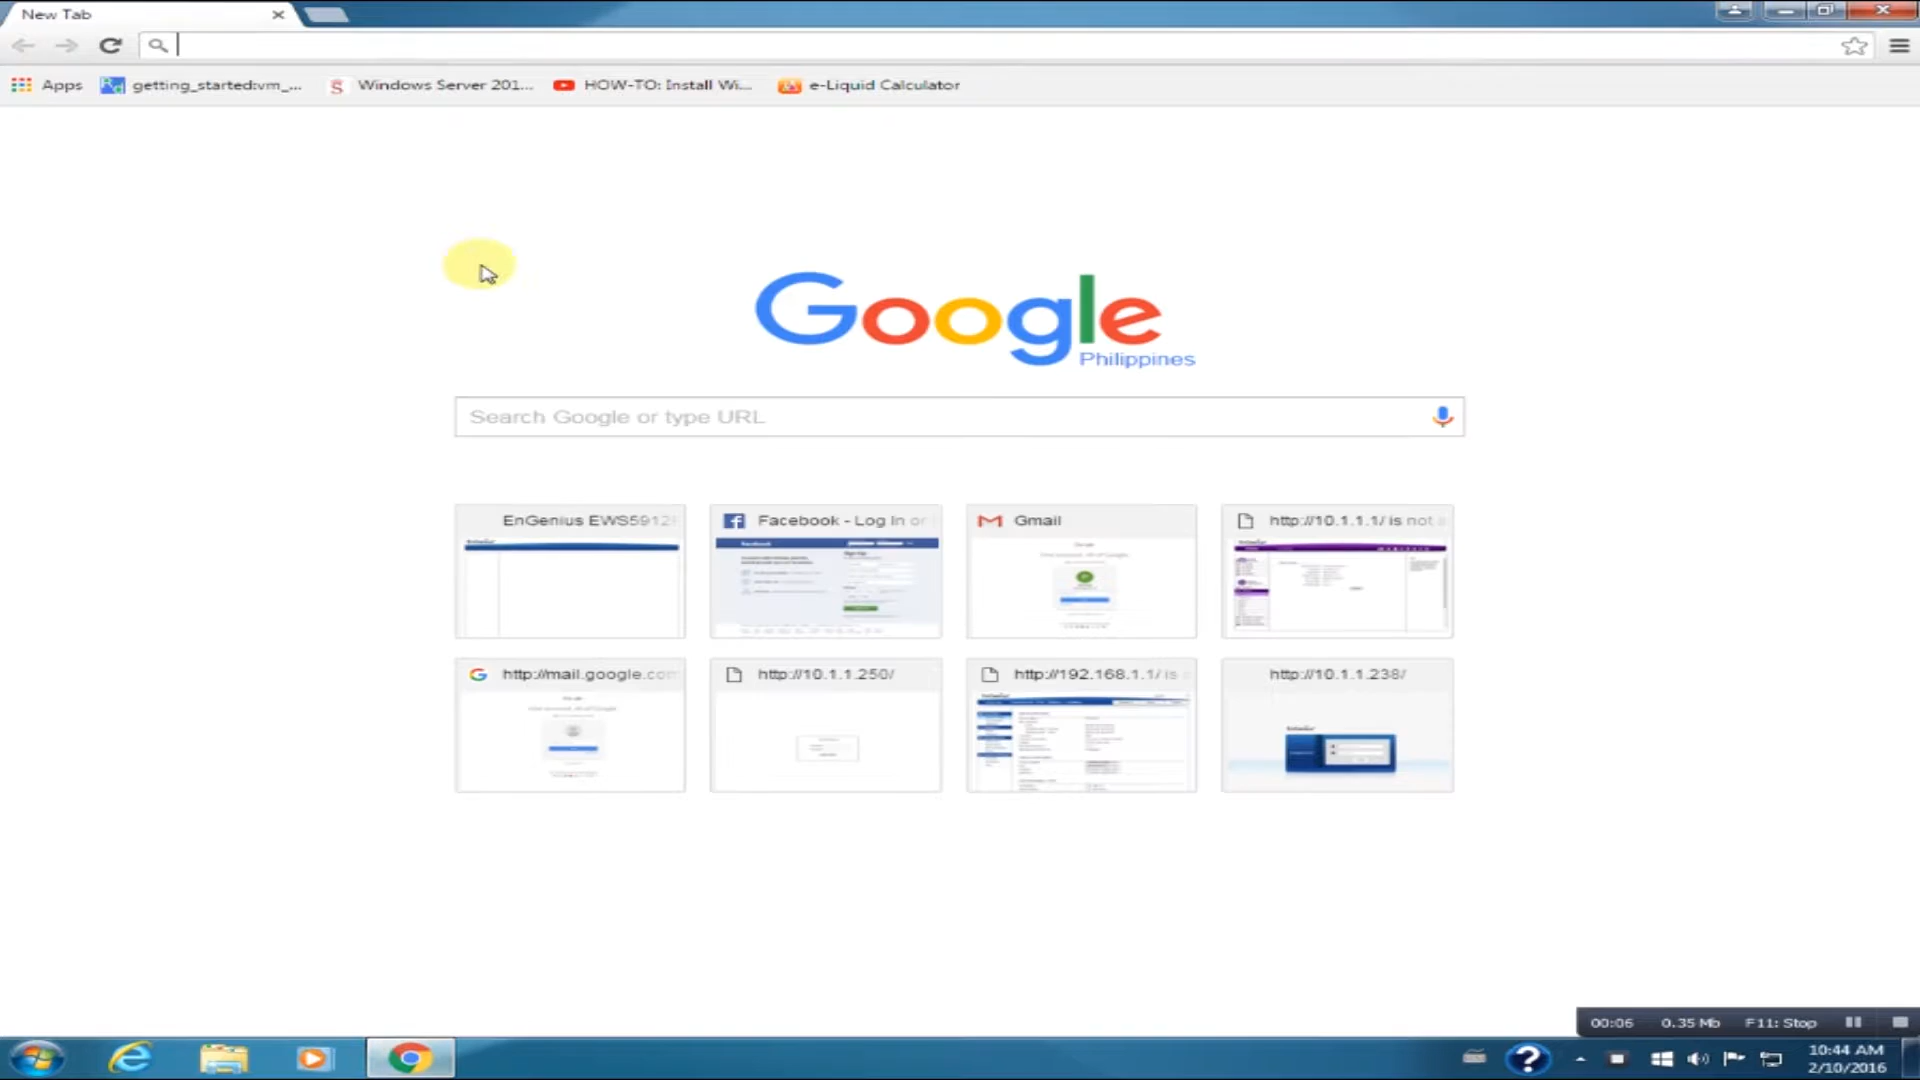 New Tab
Apps
getting_started:vm_...
Windows Server 201...
HOW-TO: Install Wi...
e-Liquid Calculator
Google
Philippines
Search Google or type URL
EnGenius EWS5912
Facebook - Log In or
Gmail
http://10.1.1.1/ is not a
http://mail.google.com
http://10.1.1.250/
http://192.168.1.1/ is
http://10.1.1.238/
00:06 0.35 Mb F11: Stop
10:44 AM
2/10/2016